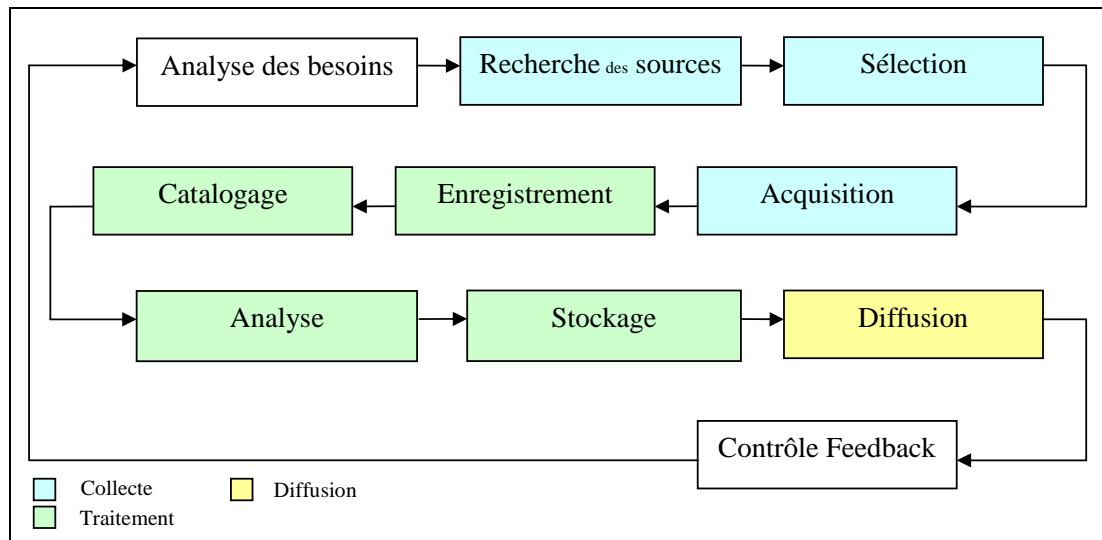 Analyse des besoins
Recherche des sources
Sélection
Catalogage
Enregistrement
Acquisition
Analyse
Stockage
Diffusion
Contrôle Feedback
Collecte
Diffusion
Traitement